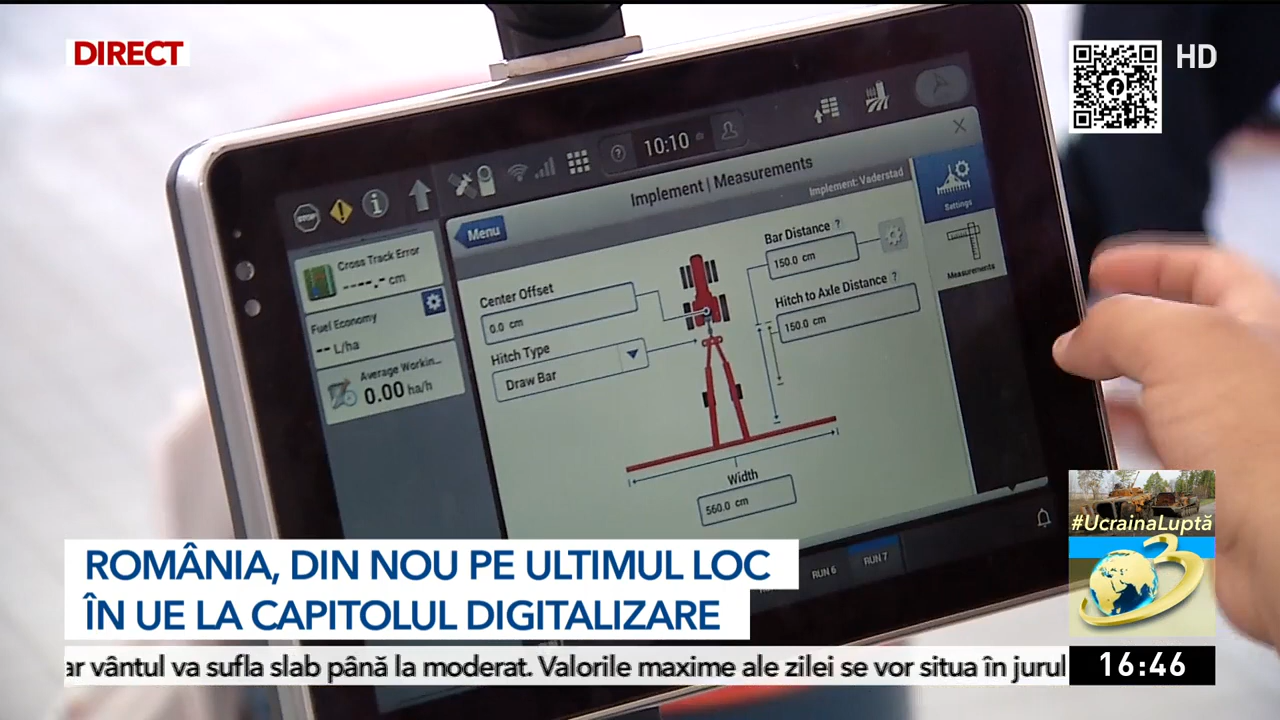 DIRECT
HD
STOP
10:10
Implement | Measurements
Implement: Vaderstad
Menu
Settings
Measurements
Cross Track Error
----.- cm
Fuel Economy
-- L/ha
Average Workin...
0.00 ha/h
Center Offset
0.0 cm
Hitch Type
Draw Bar
Bar Distance ?
150.0 cm
Hitch to Axle Distance ?
150.0 cm
Width
560.0 cm
RUN 6
RUN 7
#UcrainaLuptă
3
ROMÂNIA, DIN NOU PE ULTIMUL LOC
ÎN UE LA CAPITOLUL DIGITALIZARE
ar vântul va sufla slab până la moderat. Valorile maxime ale zilei se vor situa în jurul
16:46